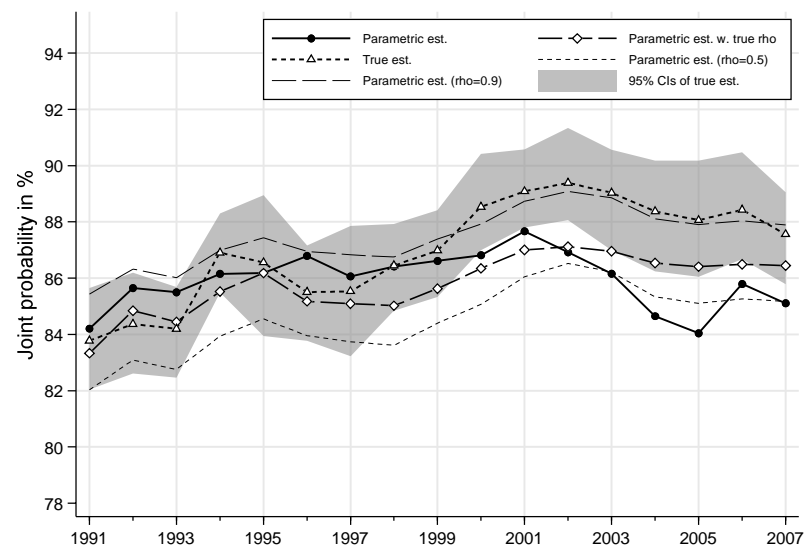 Parametric est.
Parametric est. w. true rho
True est.
Parametric est. (rho=0.5)
Parametric est. (rho=0.9)
95% CIs of true est.
Joint probability in %
94
92
90
88
86
84
82
80
78
1991 1993 1995 1997 1999 2001 2003 2005 2007